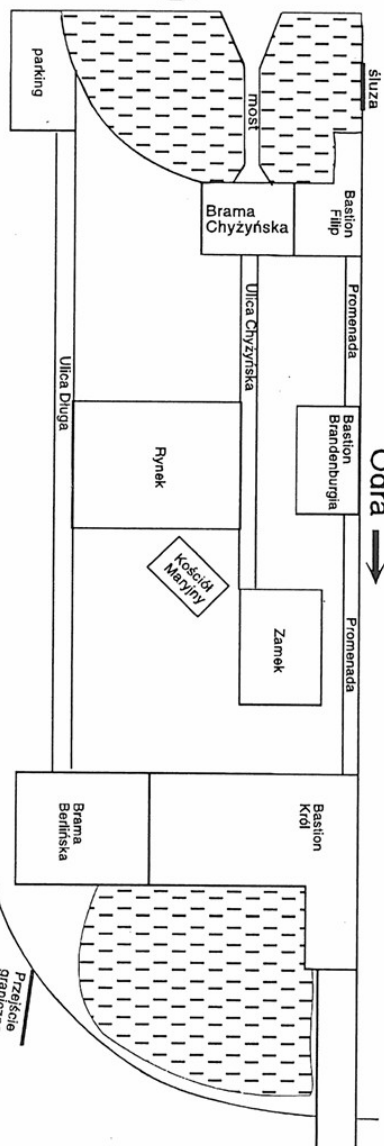 śluza
parking
most
Brama
Chyżyńska
Bastion
Filip
Promenada
Ulica Chyżyńska
Ulica Długa
Bastion
Brandenburgia
Odra
Rynek
Kościół
Maryjny
Zamek
Promenada
Bastion
Król
Brama
Berlińska
Przejście